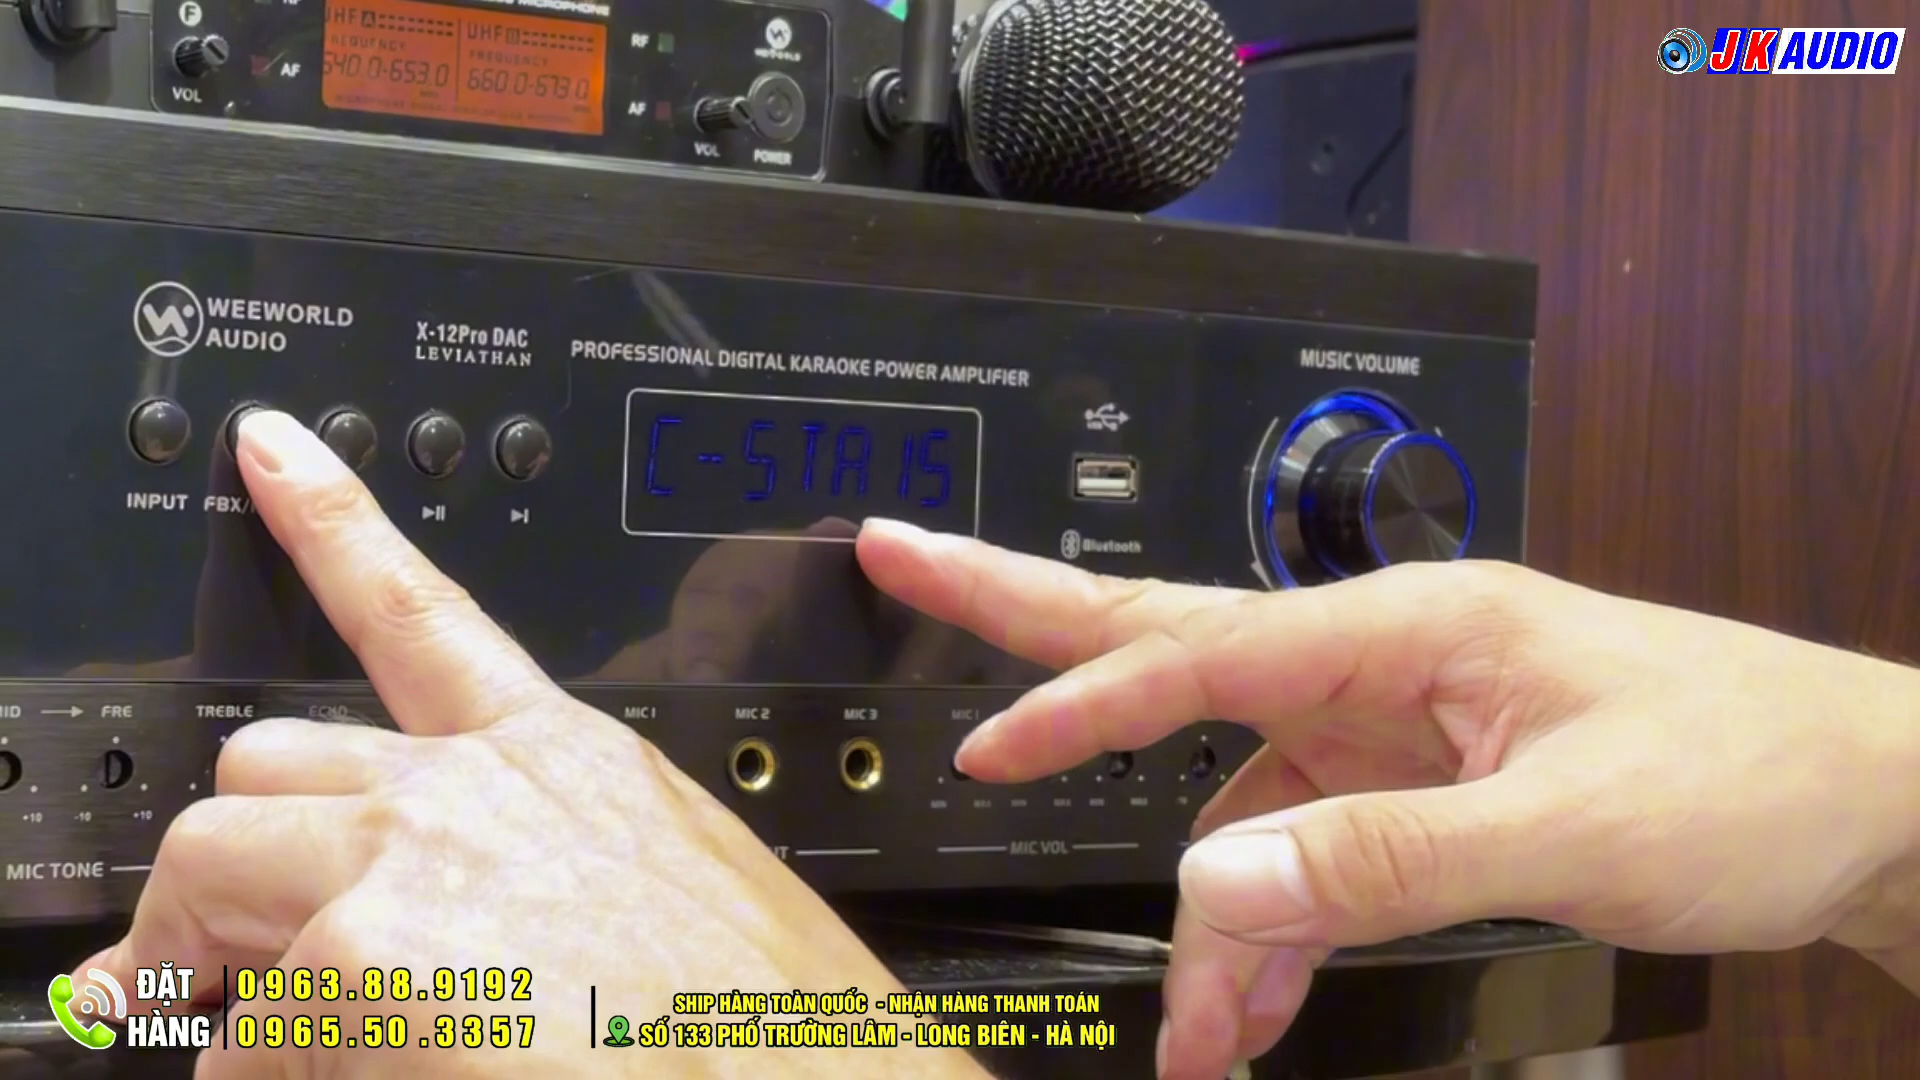 JK AUDIO
UHF A
UHF B
FREQUENCY
640.0-653.0
660.0-673.0
RF
AF
AF
VOL
VOL
POWER
WEEWORLD
AUDIO
X-12Pro DAC
LEVIATHAN
PROFESSIONAL DIGITAL KARAOKE POWER AMPLIFIER
MUSIC VOLUME
C-STA15
INPUT
FBX/
Bluetooth
FRE
TREBLE
ECHO
MIC 1
MIC 2
MIC 3
MIC 1
+10
-10
+10
MIC TONE
MIC VOL
ĐẶT
HÀNG
0963.88.9192
0965.50.3357
SHIP HÀNG TOÀN QUỐC - NHẬN HÀNG THANH TOÁN
SỐ 133 PHỐ TRƯỜNG LÂM - LONG BIÊN - HÀ NỘI